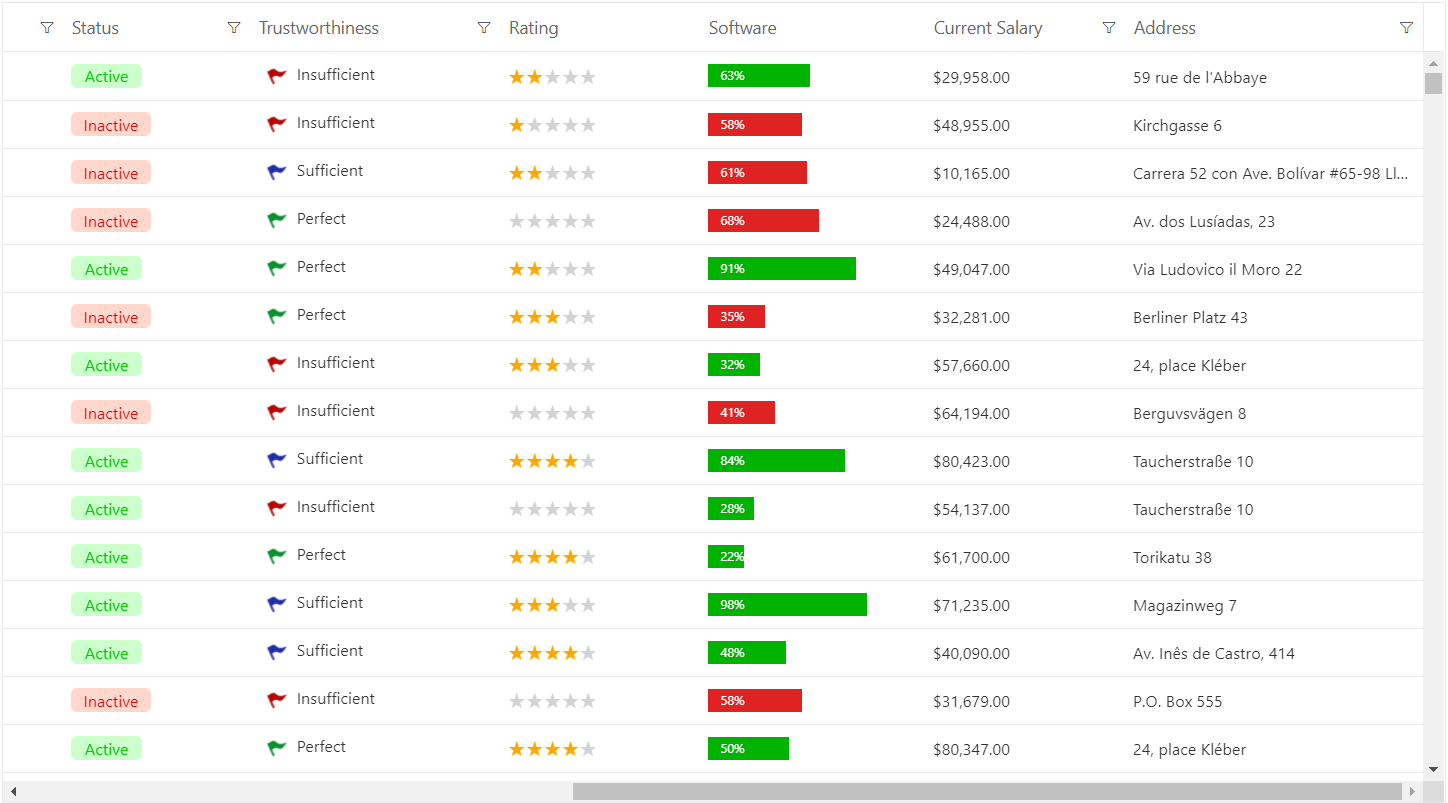 Status Trustworthiness Rating Software Current Salary Address
Active Insufficient 63% $29,958.00 59 rue de l'Abbaye
Inactive Insufficient 58% $48,955.00 Kirchgasse 6
Inactive Sufficient 61% $10,165.00 Carrera 52 con Ave. Bolívar #65-98 Ll...
Inactive Perfect 68% $24,488.00 Av. dos Lusíadas, 23
Active Perfect 91% $49,047.00 Via Ludovico il Moro 22
Inactive Perfect 35% $32,281.00 Berliner Platz 43
Active Insufficient 32% $57,660.00 24, place Kléber
Inactive Insufficient 41% $64,194.00 Berguvsvägen 8
Active Sufficient 84% $80,423.00 Taucherstraße 10
Active Insufficient 28% $54,137.00 Taucherstraße 10
Active Perfect 22% $61,700.00 Torikatu 38
Active Sufficient 98% $71,235.00 Magazinweg 7
Active Sufficient 48% $40,090.00 Av. Inês de Castro, 414
Inactive Insufficient 58% $31,679.00 P.O. Box 555
Active Perfect 50% $80,347.00 24, place Kléber